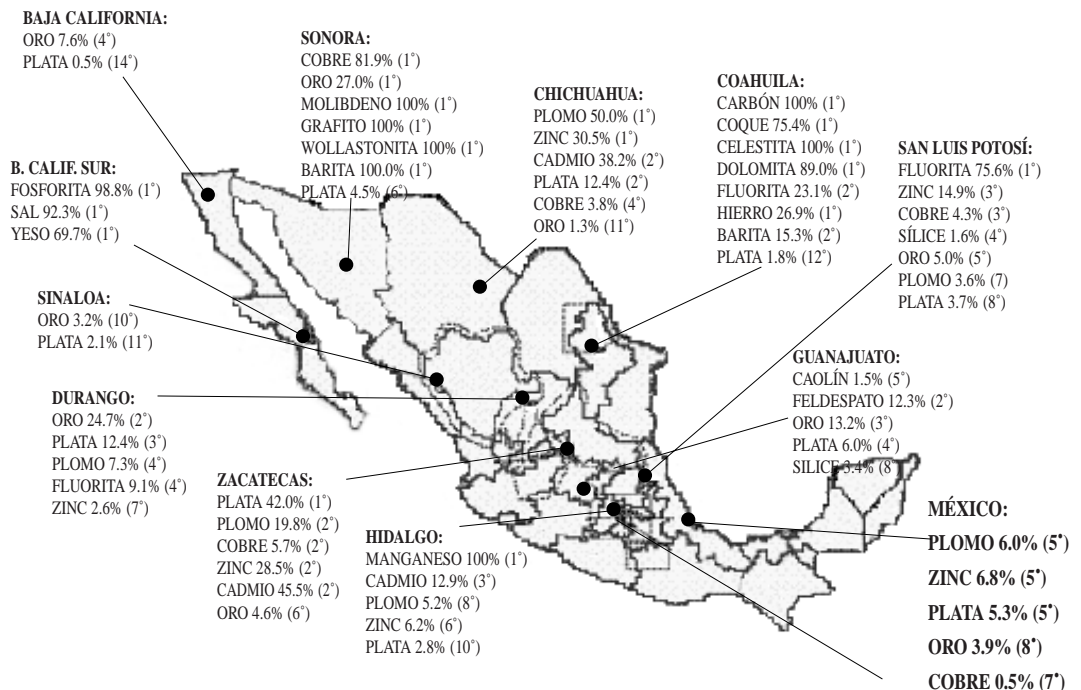 BAJA CALIFORNIA:
ORO 7.6% (4°)
PLATA 0.5% (14°)
SONORA:
COBRE 81.9% (1°)
ORO 27.0% (1°)
MOLIBDENO 100% (1°)
GRAFITO 100% (1°)
WOLLASTONITA 100% (1°)
BARITA 100.0% (1°)
PLATA 4.5% (6°)
CHICHUAHUA:
PLOMO 50.0% (1°)
ZINC 30.5% (1°)
CADMIO 38.2% (2°)
PLATA 12.4% (2°)
COBRE 3.8% (4°)
ORO 1.3% (11°)
COAHUILA:
CARBÓN 100% (1°)
COQUE 75.4% (1°)
CELESTITA 100% (1°)
DOLOMITA 89.0% (1°)
FLUORITA 23.1% (2°)
HIERRO 26.9% (1°)
BARITA 15.3% (2°)
PLATA 1.8% (12°)
SAN LUIS POTOSÍ:
FLUORITA 75.6% (1°)
ZINC 14.9% (3°)
COBRE 4.3% (3°)
SÍLICE 1.6% (4°)
ORO 5.0% (5°)
PLOMO 3.6% (7)
PLATA 3.7% (8°)
B. CALIF. SUR:
FOSFORITA 98.8% (1°)
SAL 92.3% (1°)
YESO 69.7% (1°)
SINALOA:
ORO 3.2% (10°)
PLATA 2.1% (11°)
DURANGO:
ORO 24.7% (2°)
PLATA 12.4% (3°)
PLOMO 7.3% (4°)
FLUORITA 9.1% (4°)
ZINC 2.6% (7°)
ZACATECAS:
PLATA 42.0% (1°)
PLOMO 19.8% (2°)
COBRE 5.7% (2°)
ZINC 28.5% (2°)
CADMIO 45.5% (2°)
ORO 4.6% (6°)
HIDALGO:
MANGANESO 100% (1°)
CADMIO 12.9% (3°)
PLOMO 5.2% (8°)
ZINC 6.2% (6°)
PLATA 2.8% (10°)
GUANAJUATO:
CAOLÍN 1.5% (5°)
FELDESPATO 12.3% (2°)
ORO 13.2% (3°)
PLATA 6.0% (4°)
SILICE 3.4% (8°
MÉXICO:
PLOMO 6.0% (5°)
ZINC 6.8% (5°)
PLATA 5.3% (5°)
ORO 3.9% (8°)
COBRE 0.5% (7°)